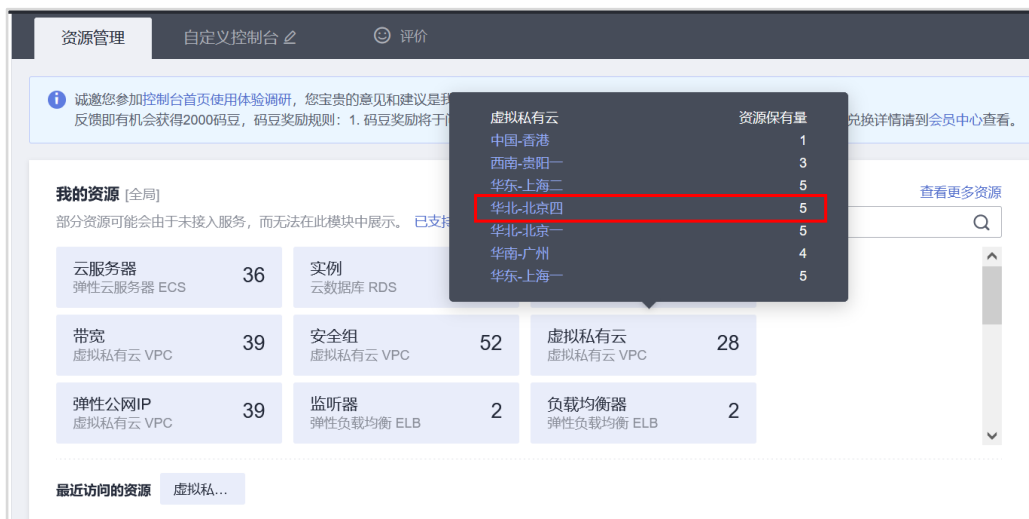 资源管理
自定义控制台
评价
诚邀您参加控制台首页使用体验调研，您宝贵的意见和建议是
反馈即有机会获得2000码豆，码豆奖励规则：1. 码豆奖励将于
兑换详情请到会员中心查看。
虚拟私有云 资源保有量
中国-香港 1
西南-贵阳一 3
华东-上海二 5
华北-北京四 5
华北-北京一 5
华南-广州 4
华东-上海一 5
我的资源 [全局]
查看更多资源
部分资源可能会由于未接入服务，而无法在此模块中展示。 已支持
云服务器 36
弹性云服务器 ECS
实例
云数据库 RDS
带宽 39
虚拟私有云 VPC
安全组 52
虚拟私有云 VPC
虚拟私有云 28
虚拟私有云 VPC
弹性公网IP 39
虚拟私有云 VPC
监听器 2
弹性负载均衡 ELB
负载均衡器 2
弹性负载均衡 ELB
最近访问的资源 虚拟私...